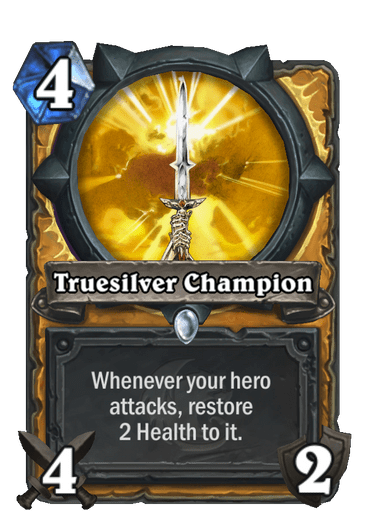 4
Truesilver Champion
Whenever your hero
attacks, restore
2 Health to it.
4
2